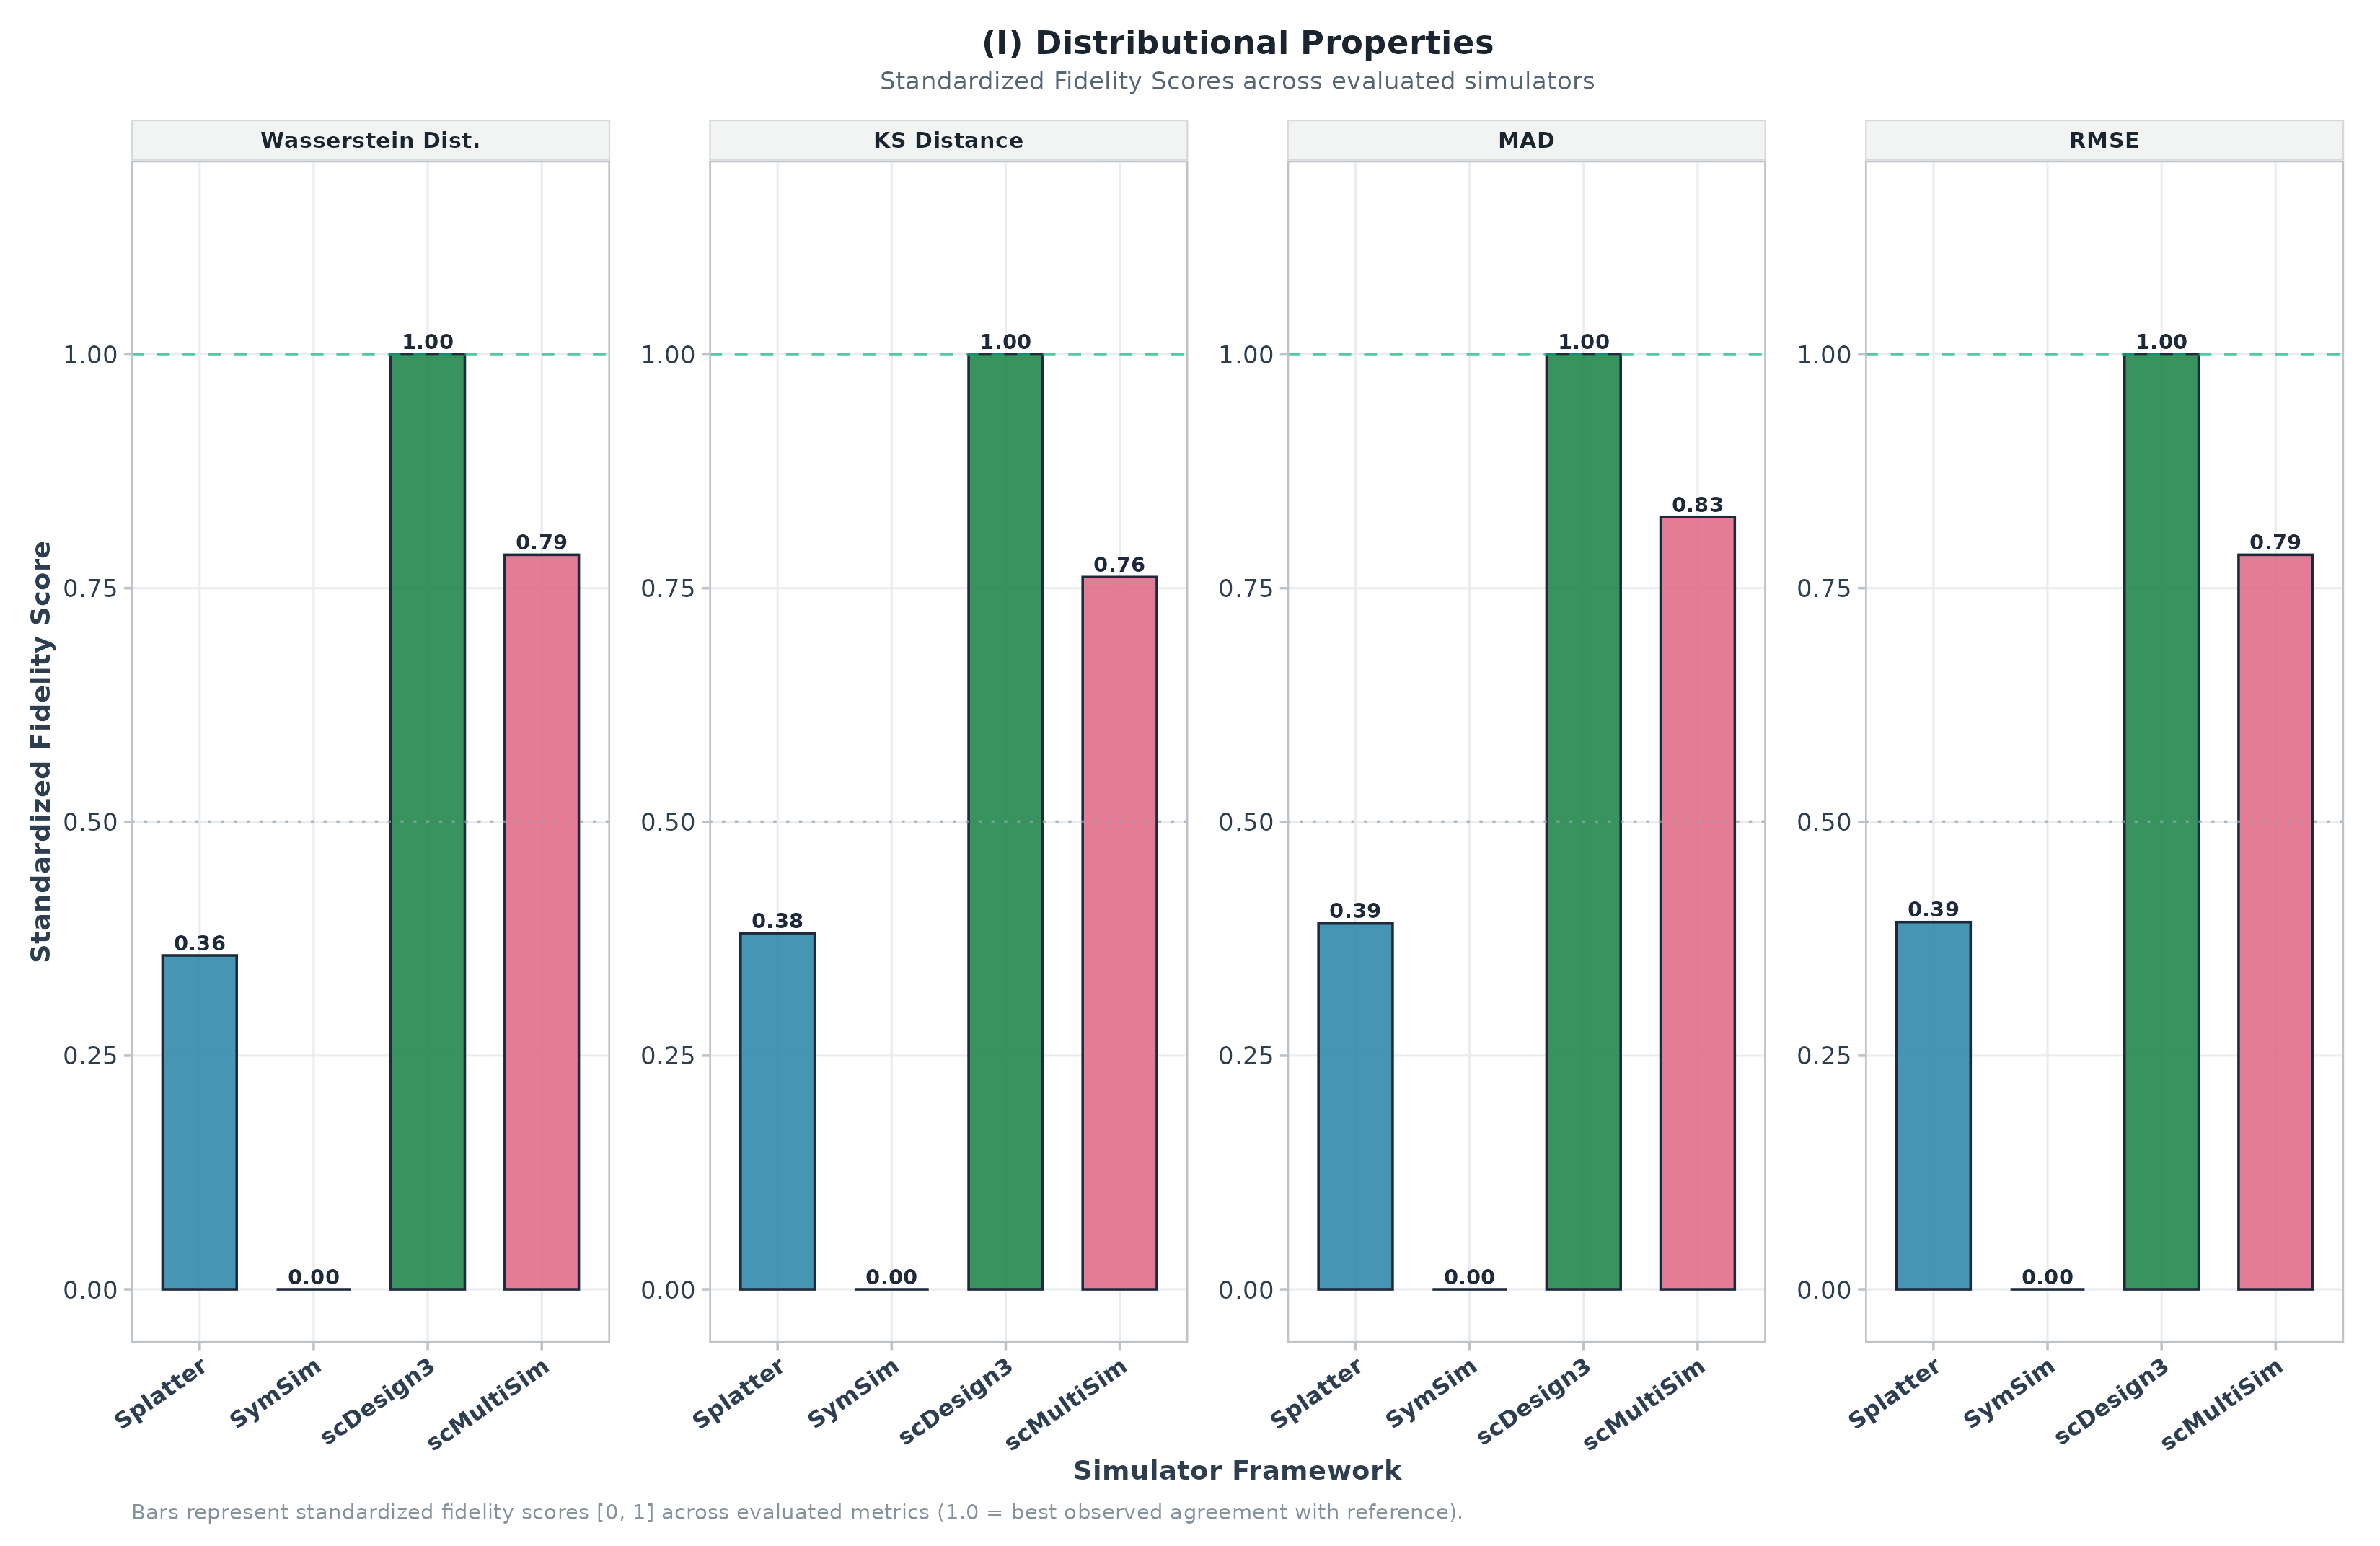 (I) Distributional Properties
Standardized Fidelity Scores across evaluated simulators
Wasserstein Dist.
KS Distance
MAD
RMSE
Standardized Fidelity Score
1.00
0.75
0.50
0.25
0.00
0.36
0.00
1.00
0.79
Splatter
SymSim
scDesign3
scMultiSim
1.00
0.75
0.50
0.25
0.00
0.38
0.00
1.00
0.76
Splatter
SymSim
scDesign3
scMultiSim
1.00
0.75
0.50
0.25
0.00
0.39
0.00
1.00
0.83
Splatter
SymSim
scDesign3
scMultiSim
1.00
0.75
0.50
0.25
0.00
0.39
0.00
1.00
0.79
Splatter
SymSim
scDesign3
scMultiSim
Simulator Framework
Bars represent standardized fidelity scores [0, 1] across evaluated metrics (1.0 = best observed agreement with reference).